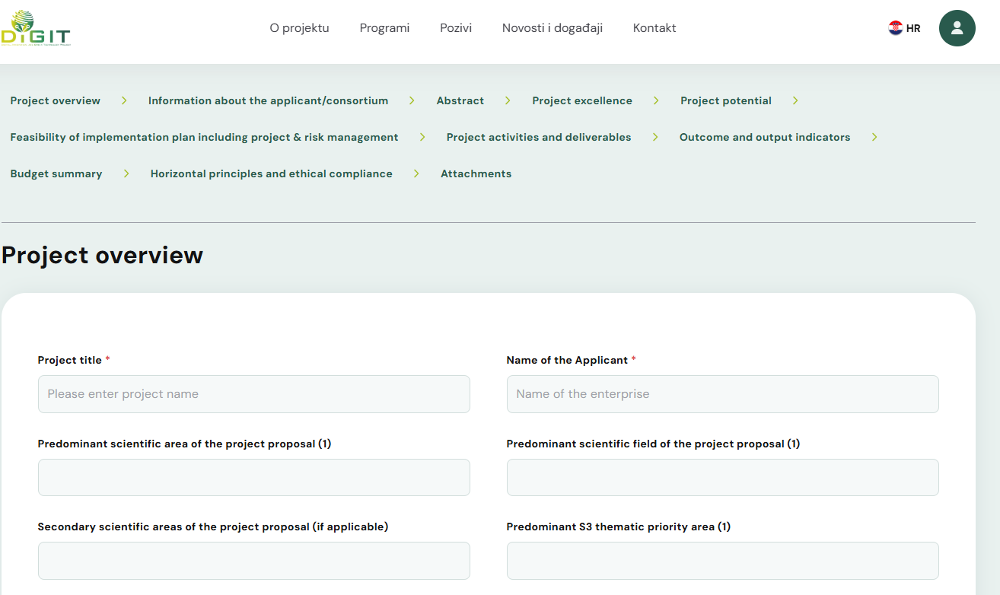 DIGIT
O projektu Programi Pozivi Novosti i događaji Kontakt HR
Project overview Information about the applicant/consortium Abstract Project excellence Project potential
Feasibility of implementation plan including project & risk management Project activities and deliverables Outcome and output indicators
Budget summary Horizontal principles and ethical compliance Attachments
Project overview
Project title * Name of the Applicant *
Please enter project name Name of the enterprise
Predominant scientific area of the project proposal (1) Predominant scientific field of the project proposal (1)
Secondary scientific areas of the project proposal (if applicable) Predominant S3 thematic priority area (1)